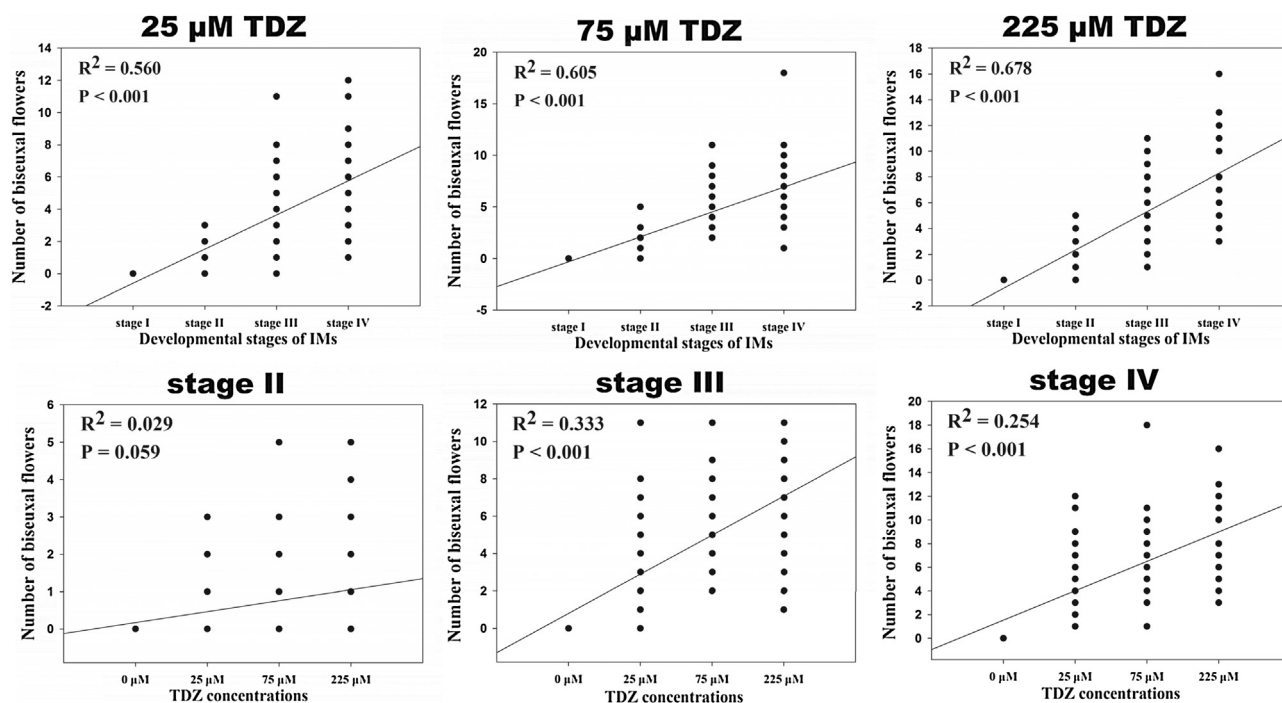 25 µM TDZ
75 µM TDZ
225 µM TDZ
R2 = 0.560
P < 0.001
Number of biseuxal flowers
14
12
10
8
6
4
2
0
-2
stage I stage II stage III stage IV
Developmental stages of IMs
R2 = 0.605
P < 0.001
Number of biseuxal flowers
20
15
10
5
0
-5
stage I stage II stage III stage IV
Developmental stages of IMs
R2 = 0.678
P < 0.001
Number of biseuxal flowers
18
16
14
12
10
8
6
4
2
0
-2
stage I stage II stage III stage IV
Developmental stages of IMs
stage II
stage III
stage IV
R2 = 0.029
P = 0.059
Number of biseuxal flowers
6
5
4
3
2
1
0
0 µM 25 µM 75 µM 225 µM
TDZ concentrations
R2 = 0.333
P < 0.001
Number of biseuxal flowers
12
10
8
6
4
2
0
0 µM 25 µM 75 µM 225 µM
TDZ concentrations
R2 = 0.254
P < 0.001
Number of biseuxal flowers
20
18
16
14
12
10
8
6
4
2
0
0 µM 25 µM 75 µM 225 µM
TDZ concentrations